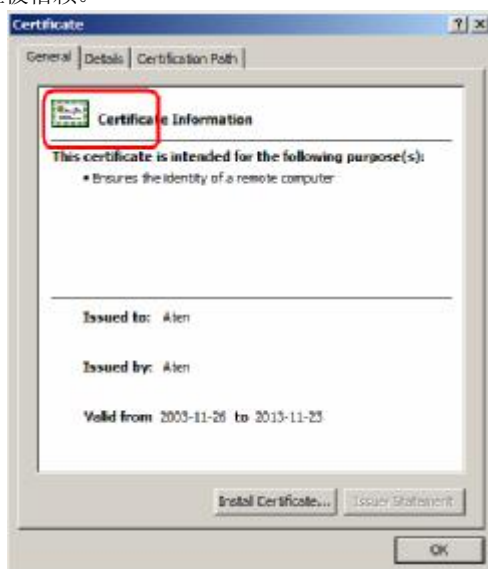 Certificate
General Details Certification Path
Certificate Information
This certificate is intended for the following purpose(s):
• Ensures the identity of a remote computer
Issued to: Aten
Issued by: Aten
Valid from 2003-11-26 to 2013-11-23
Install Certificate... Issuer Statement
OK